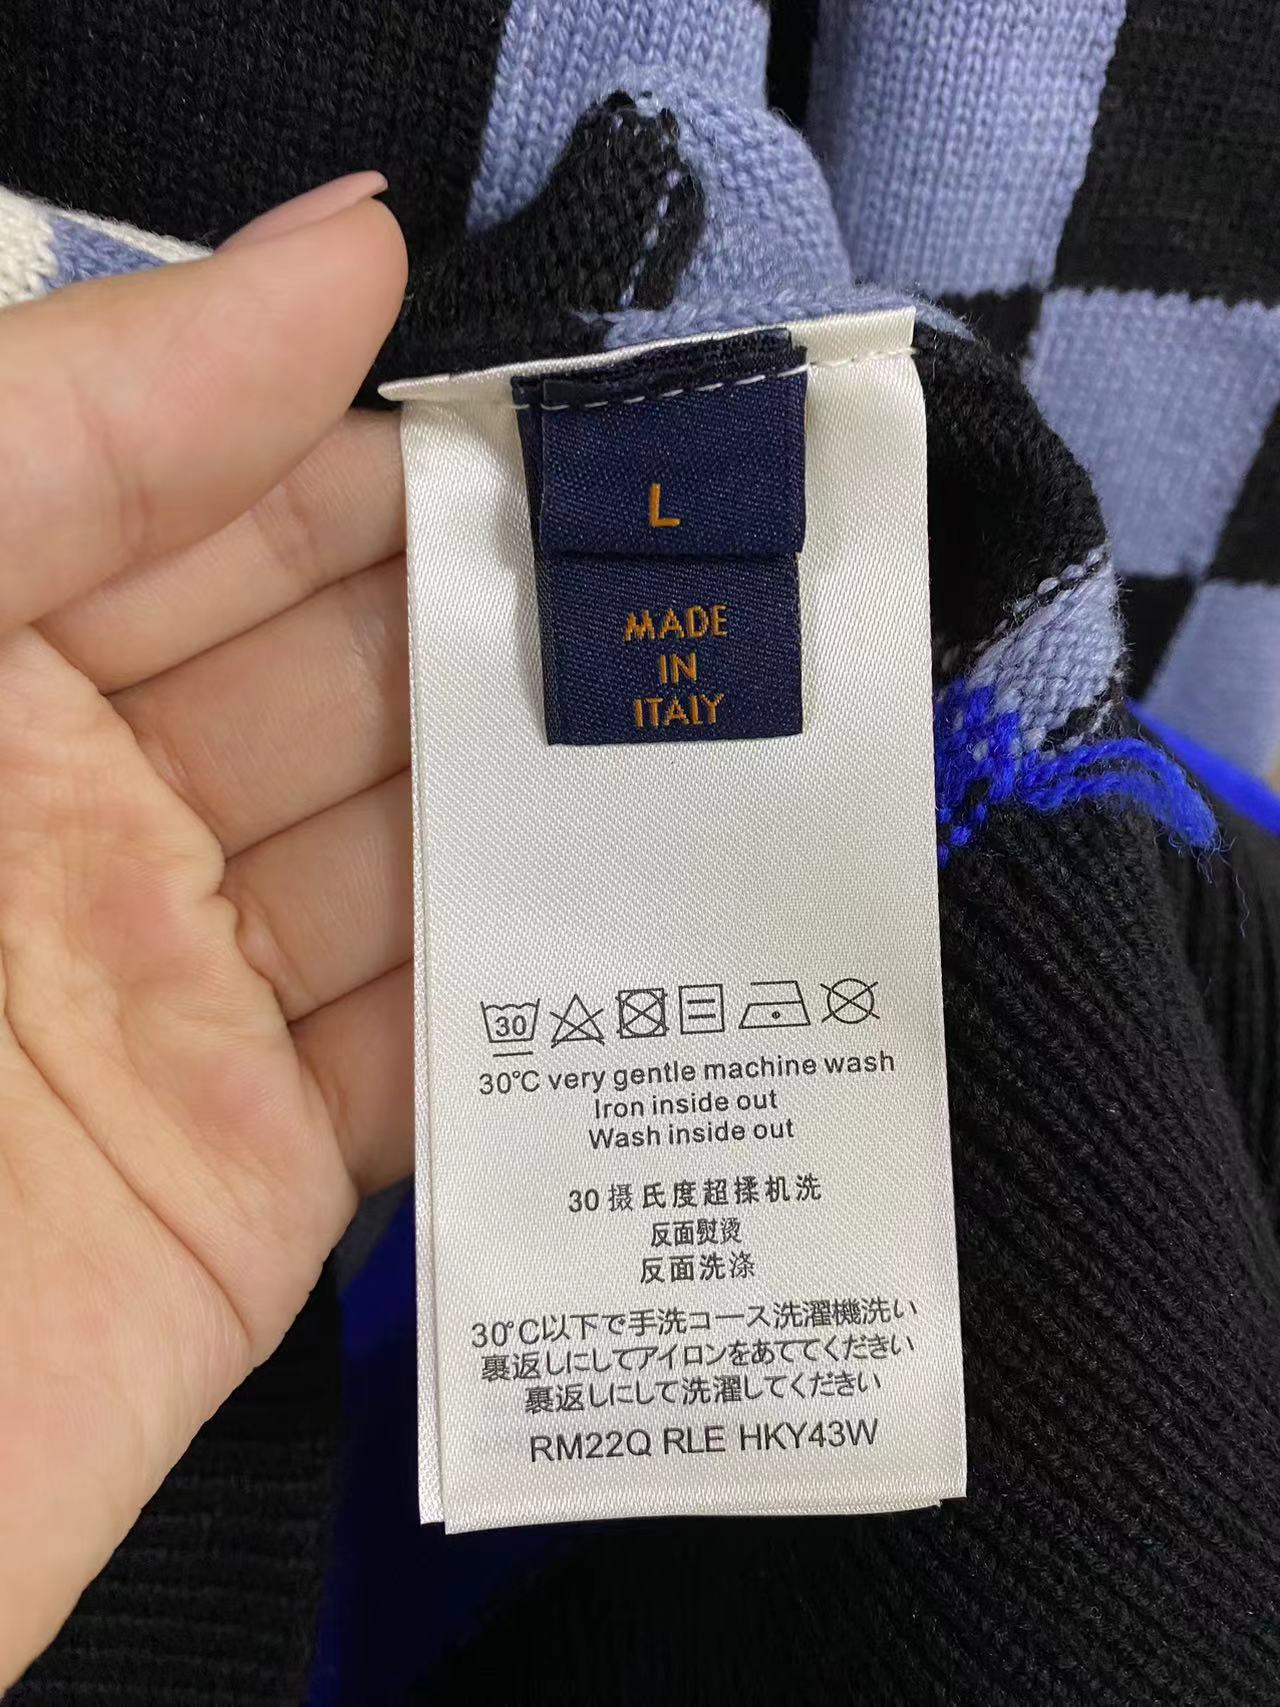 L
MADE
IN
ITALY
30
30℃ very gentle machine wash
Iron inside out
Wash inside out
30 摄氏度超揉机洗
反面熨烫
反面洗涤
30℃以下で手洗コース洗濯機洗い
裏返しにしてアイロンをあててください
裏返しにして洗濯してください
RM22Q RLE HKY43W